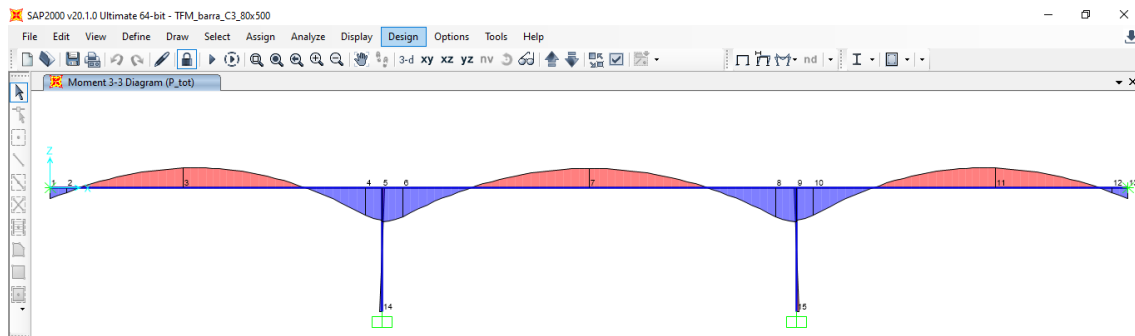 SAP2000 v20.1.0 Ultimate 64-bit - TFM_barra_C3_80x500
File Edit View Define Draw Select Assign Analyze Display Design Options Tools Help
3-d xy xz yz nv nd
Moment 3-3 Diagram (P_tot)
Z
1 2 3 4 5 6 7 8 9 10 11 12 13
X
14 15